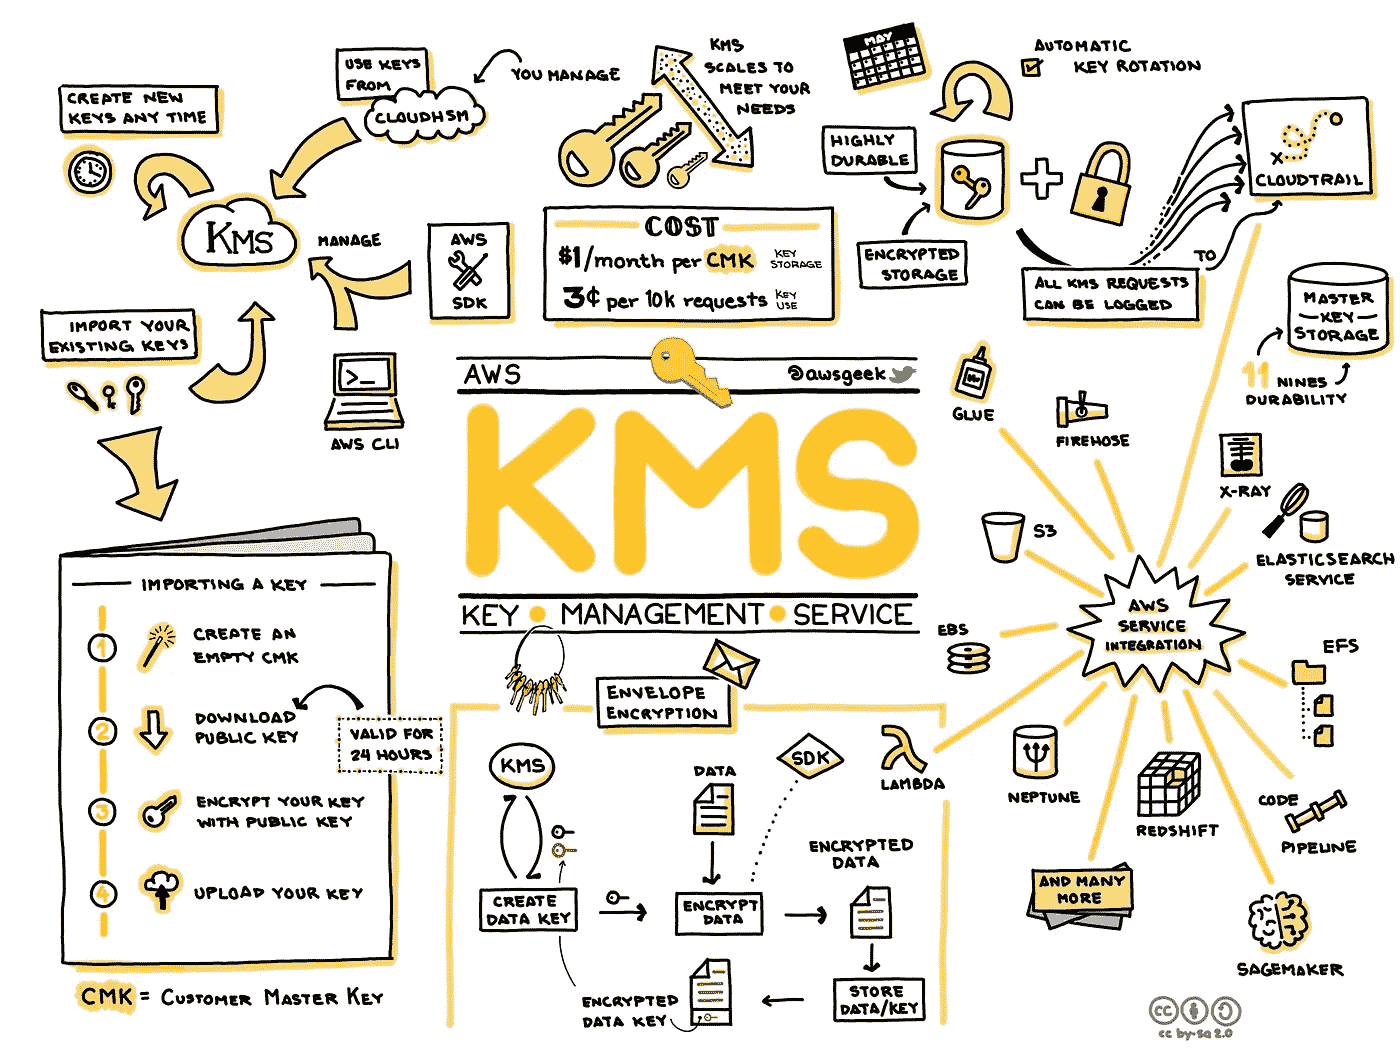 CREATE NEW
KEYS ANY TIME
USE KEYS
FROM
CLOUDHSM
YOU MANAGE
KMS
SCALES TO
MEET YOUR
NEEDS
MAY
AUTOMATIC
KEY ROTATION
HIGHLY
DURABLE
CLOUDTRAIL
KMS
MANAGE
AWS
SDK
COST
$1/month per CMK KEY
STORAGE
3¢ per 10k requests KEY
USE
ENCRYPTED
STORAGE
ALL KMS REQUESTS
CAN BE LOGGED
TO
MASTER
KEY
STORAGE
11 NINES
DURABILITY
IMPORT YOUR
EXISTING KEYS
>_
AWS CLI
AWS
@awsgeek
KMS
KEY • MANAGEMENT • SERVICE
GLUE
FIREHOSE
X-RAY
S3
ELASTICSEARCH
SERVICE
AWS
SERVICE
INTEGRATION
EBS
EFS
LAMBDA
NEPTUNE
REDSHIFT
CODE
PIPELINE
AND MANY
MORE
SAGEMAKER
IMPORTING A KEY
1 CREATE AN
EMPTY CMK
2 DOWNLOAD
PUBLIC KEY
VALID FOR
24 HOURS
3 ENCRYPT YOUR KEY
WITH PUBLIC KEY
4 UPLOAD YOUR KEY
CMK = CUSTOMER MASTER KEY
ENVELOPE
ENCRYPTION
KMS
DATA
SDK
CREATE
DATA KEY
ENCRYPT
DATA
ENCRYPTED
DATA
STORE
DATA/KEY
ENCRYPTED
DATA KEY
cc
cc by-sa 2.0